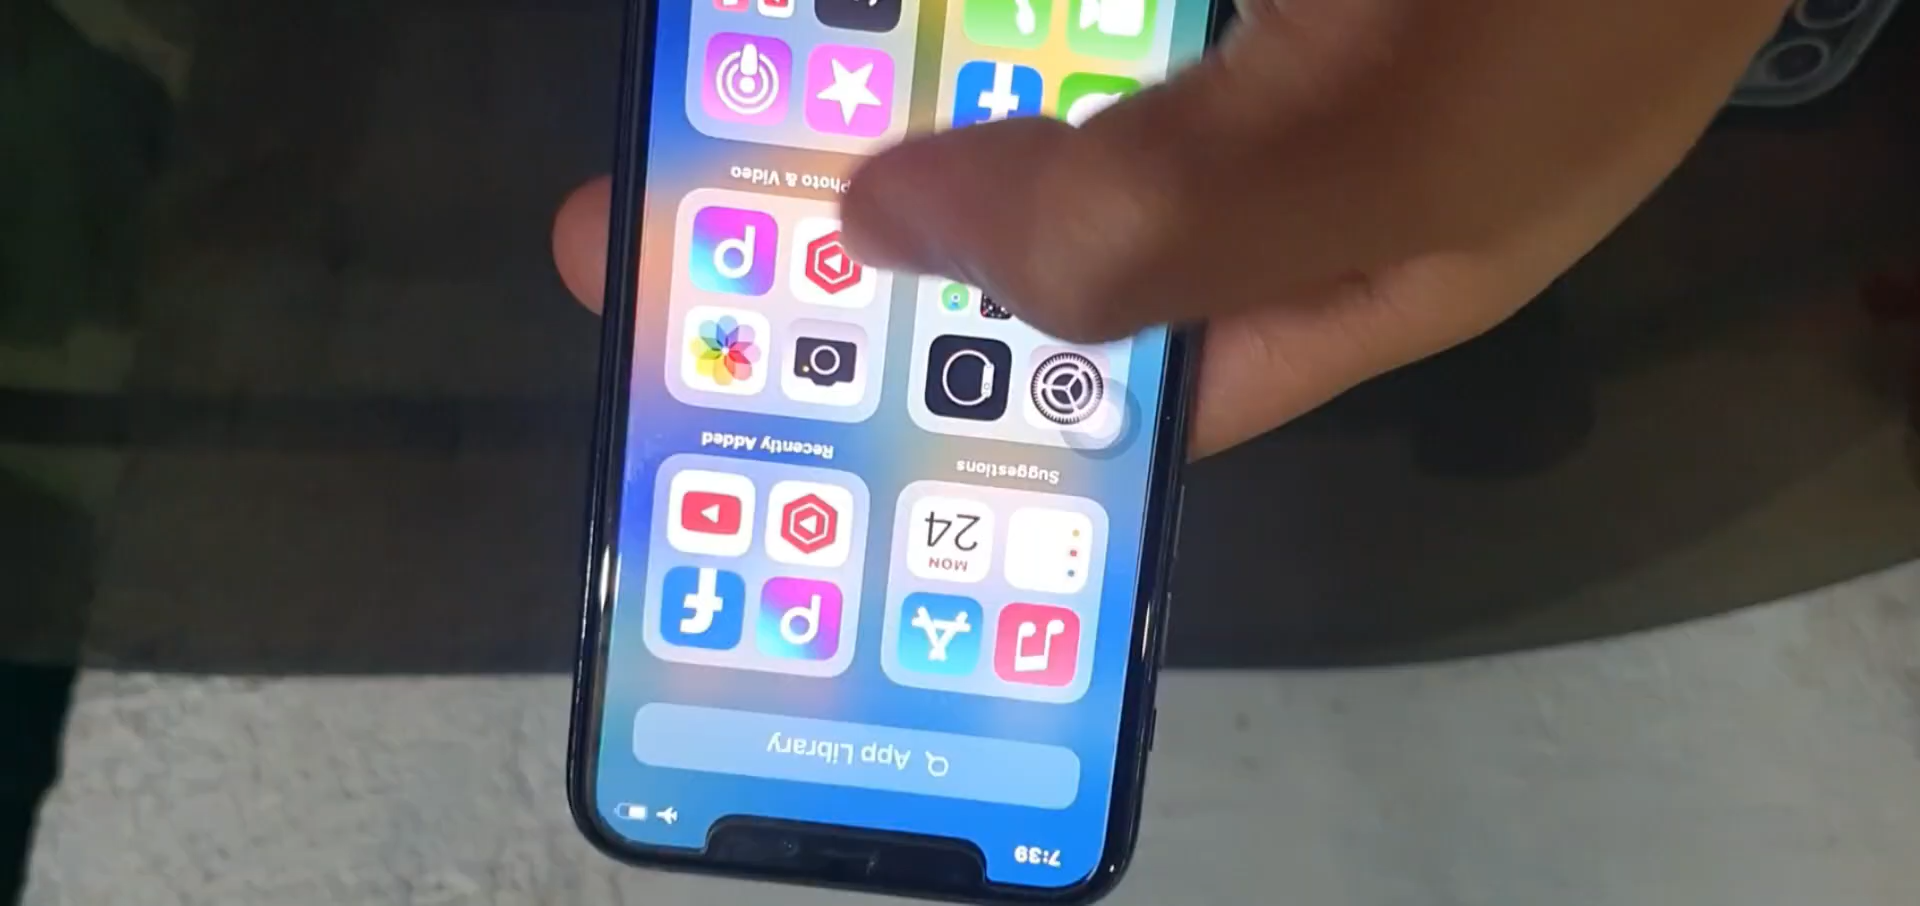 7:39
App Library
MON
24
Suggestions
Recently Added
Photo & Video